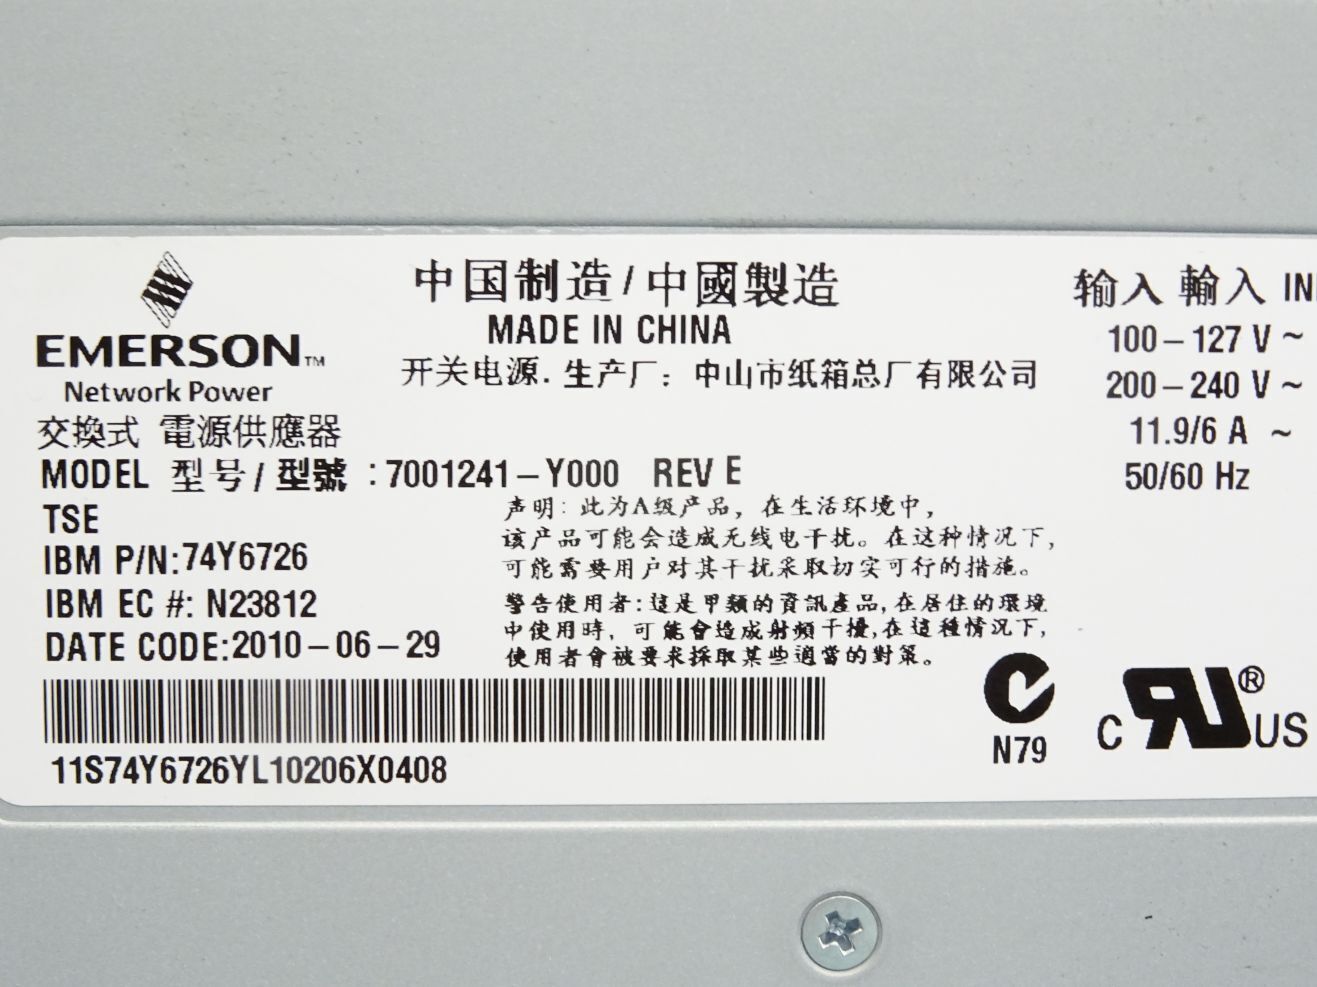 中国制造/中國製造
MADE IN CHINA
开关电源. 生产厂: 中山市纸箱总厂有限公司
输入 輸入
100-127 V ~
200-240 V ~
11.9/6 A ~
50/60 Hz
EMERSON™
Network Power
交換式 電源供應器
MODEL 型号/型號:7001241-Y000 REV E
TSE
IBM P/N:74Y6726
IBM EC #: N23812
DATE CODE:2010-06-29
声明: 此为A级产品, 在生活环境中,
该产品可能会造成无线电干扰。在这种情况下,
可能需要用户对其干扰采取切实可行的措施。
警告使用者:這是甲類的資訊產品,在居住的環境
中使用時, 可能會造成射頻干擾,在這種情況下,
使用者會被要求採取某些適當的對策。
11S74Y6726YL10206X0408
N79
C US ®